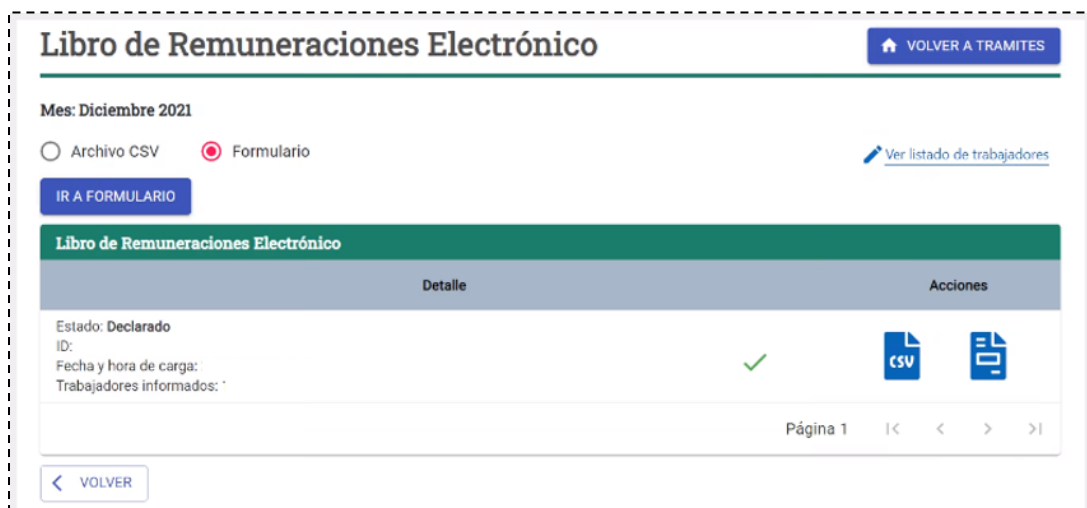 Libro de Remuneraciones Electrónico
VOLVER A TRAMITES
Mes: Diciembre 2021
Archivo CSV
Formulario
Ver listado de trabajadores
IR A FORMULARIO
Libro de Remuneraciones Electrónico
Detalle
Acciones
Estado: Declarado
ID:
Fecha y hora de carga:
Trabajadores informados:
CSV
Página 1
VOLVER